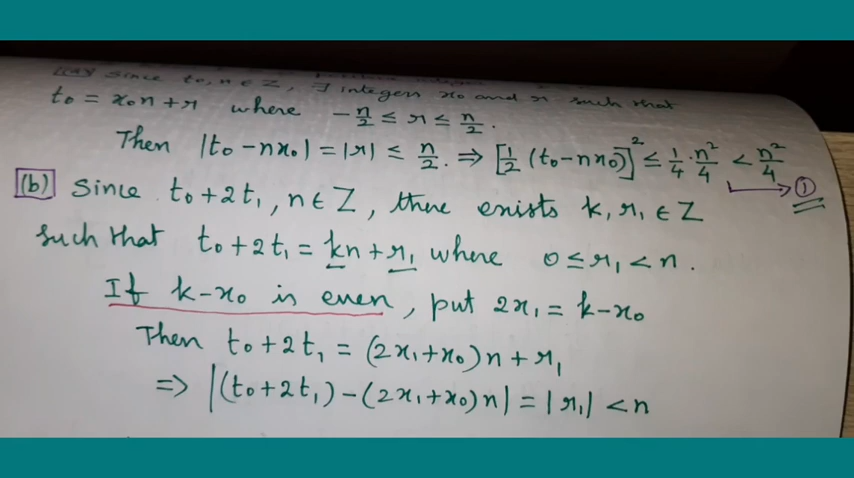 (a) Since t₀, n ∈ Z, ∃ integers x₀ and r such that
t₀ = x₀n + r where -n/2 ≤ r ≤ n/2.
Then |t₀ - nx₀| = |r| ≤ n/2. ⇒ [1/2 (t₀ - nx₀)]² ≤ 1/4 · n²/4 < n²/4
→ ①
(b) Since t₀+2t₁, n ∈ Z, there exists k, r₁ ∈ Z
such that t₀+2t₁ = kn + r₁ where 0 ≤ r₁ < n.
If k-x₀ is even, put 2x₁ = k-x₀
Then t₀+2t₁ = (2x₁+x₀)n + r₁
⇒ |(t₀+2t₁) - (2x₁+x₀)n| = |r₁| < n